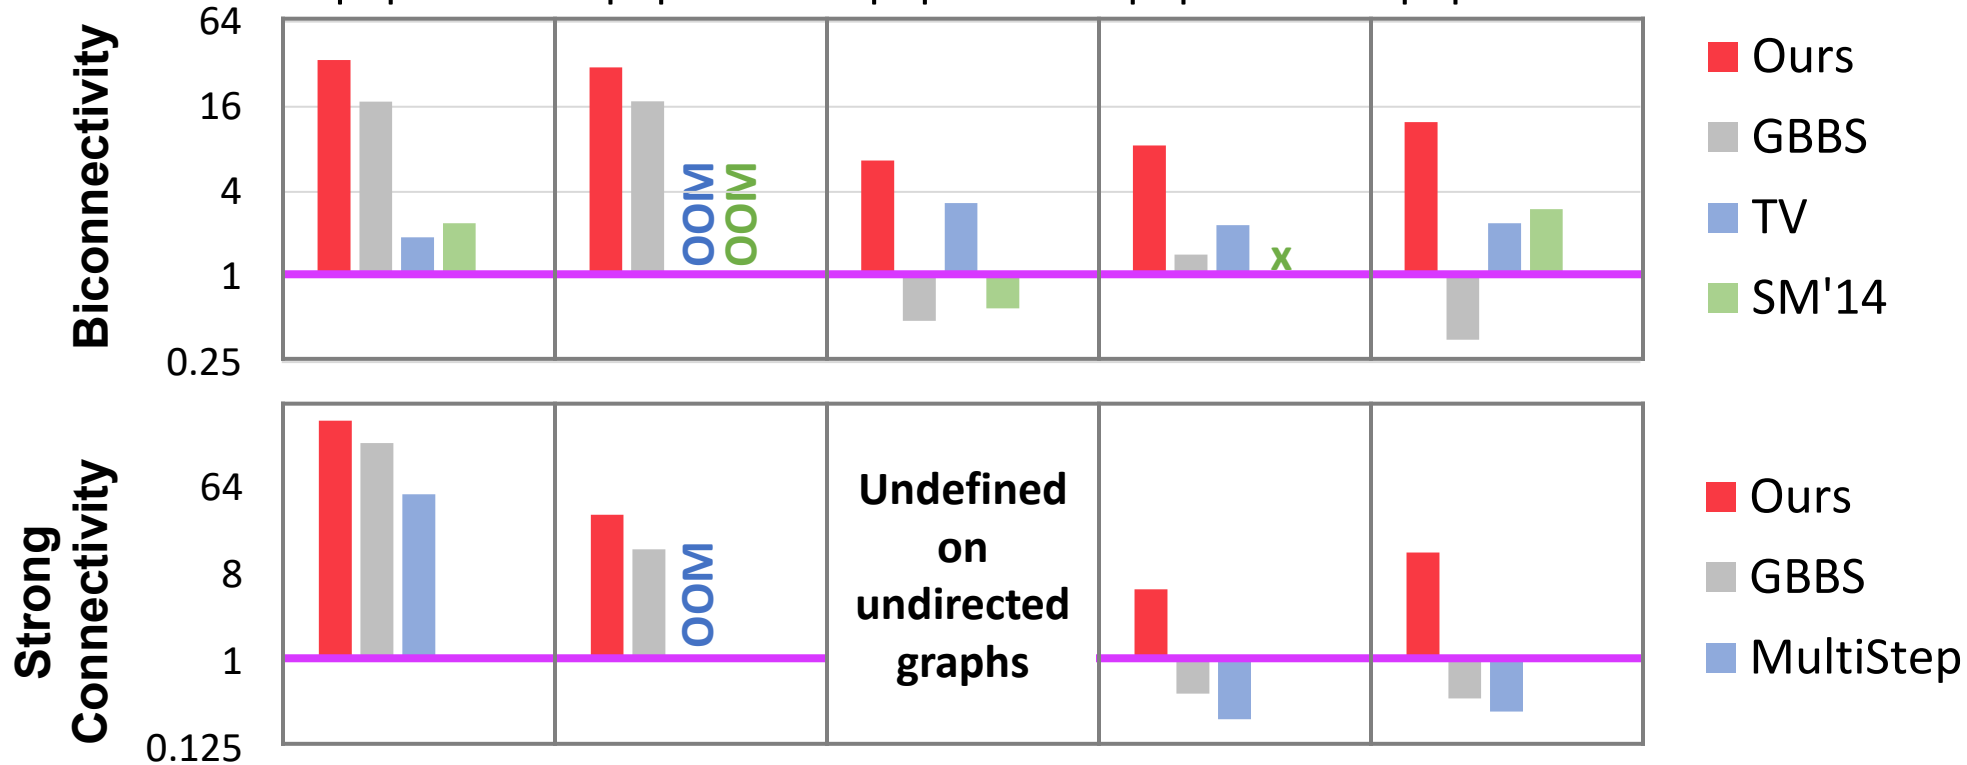 Biconnectivity
64
16
4
1
0.25
OOM
OOM
x
Ours
GBBS
TV
SM'14
Strong
Connectivity
64
8
1
0.125
OOM
Undefined
on
undirected
graphs
Ours
GBBS
MultiStep